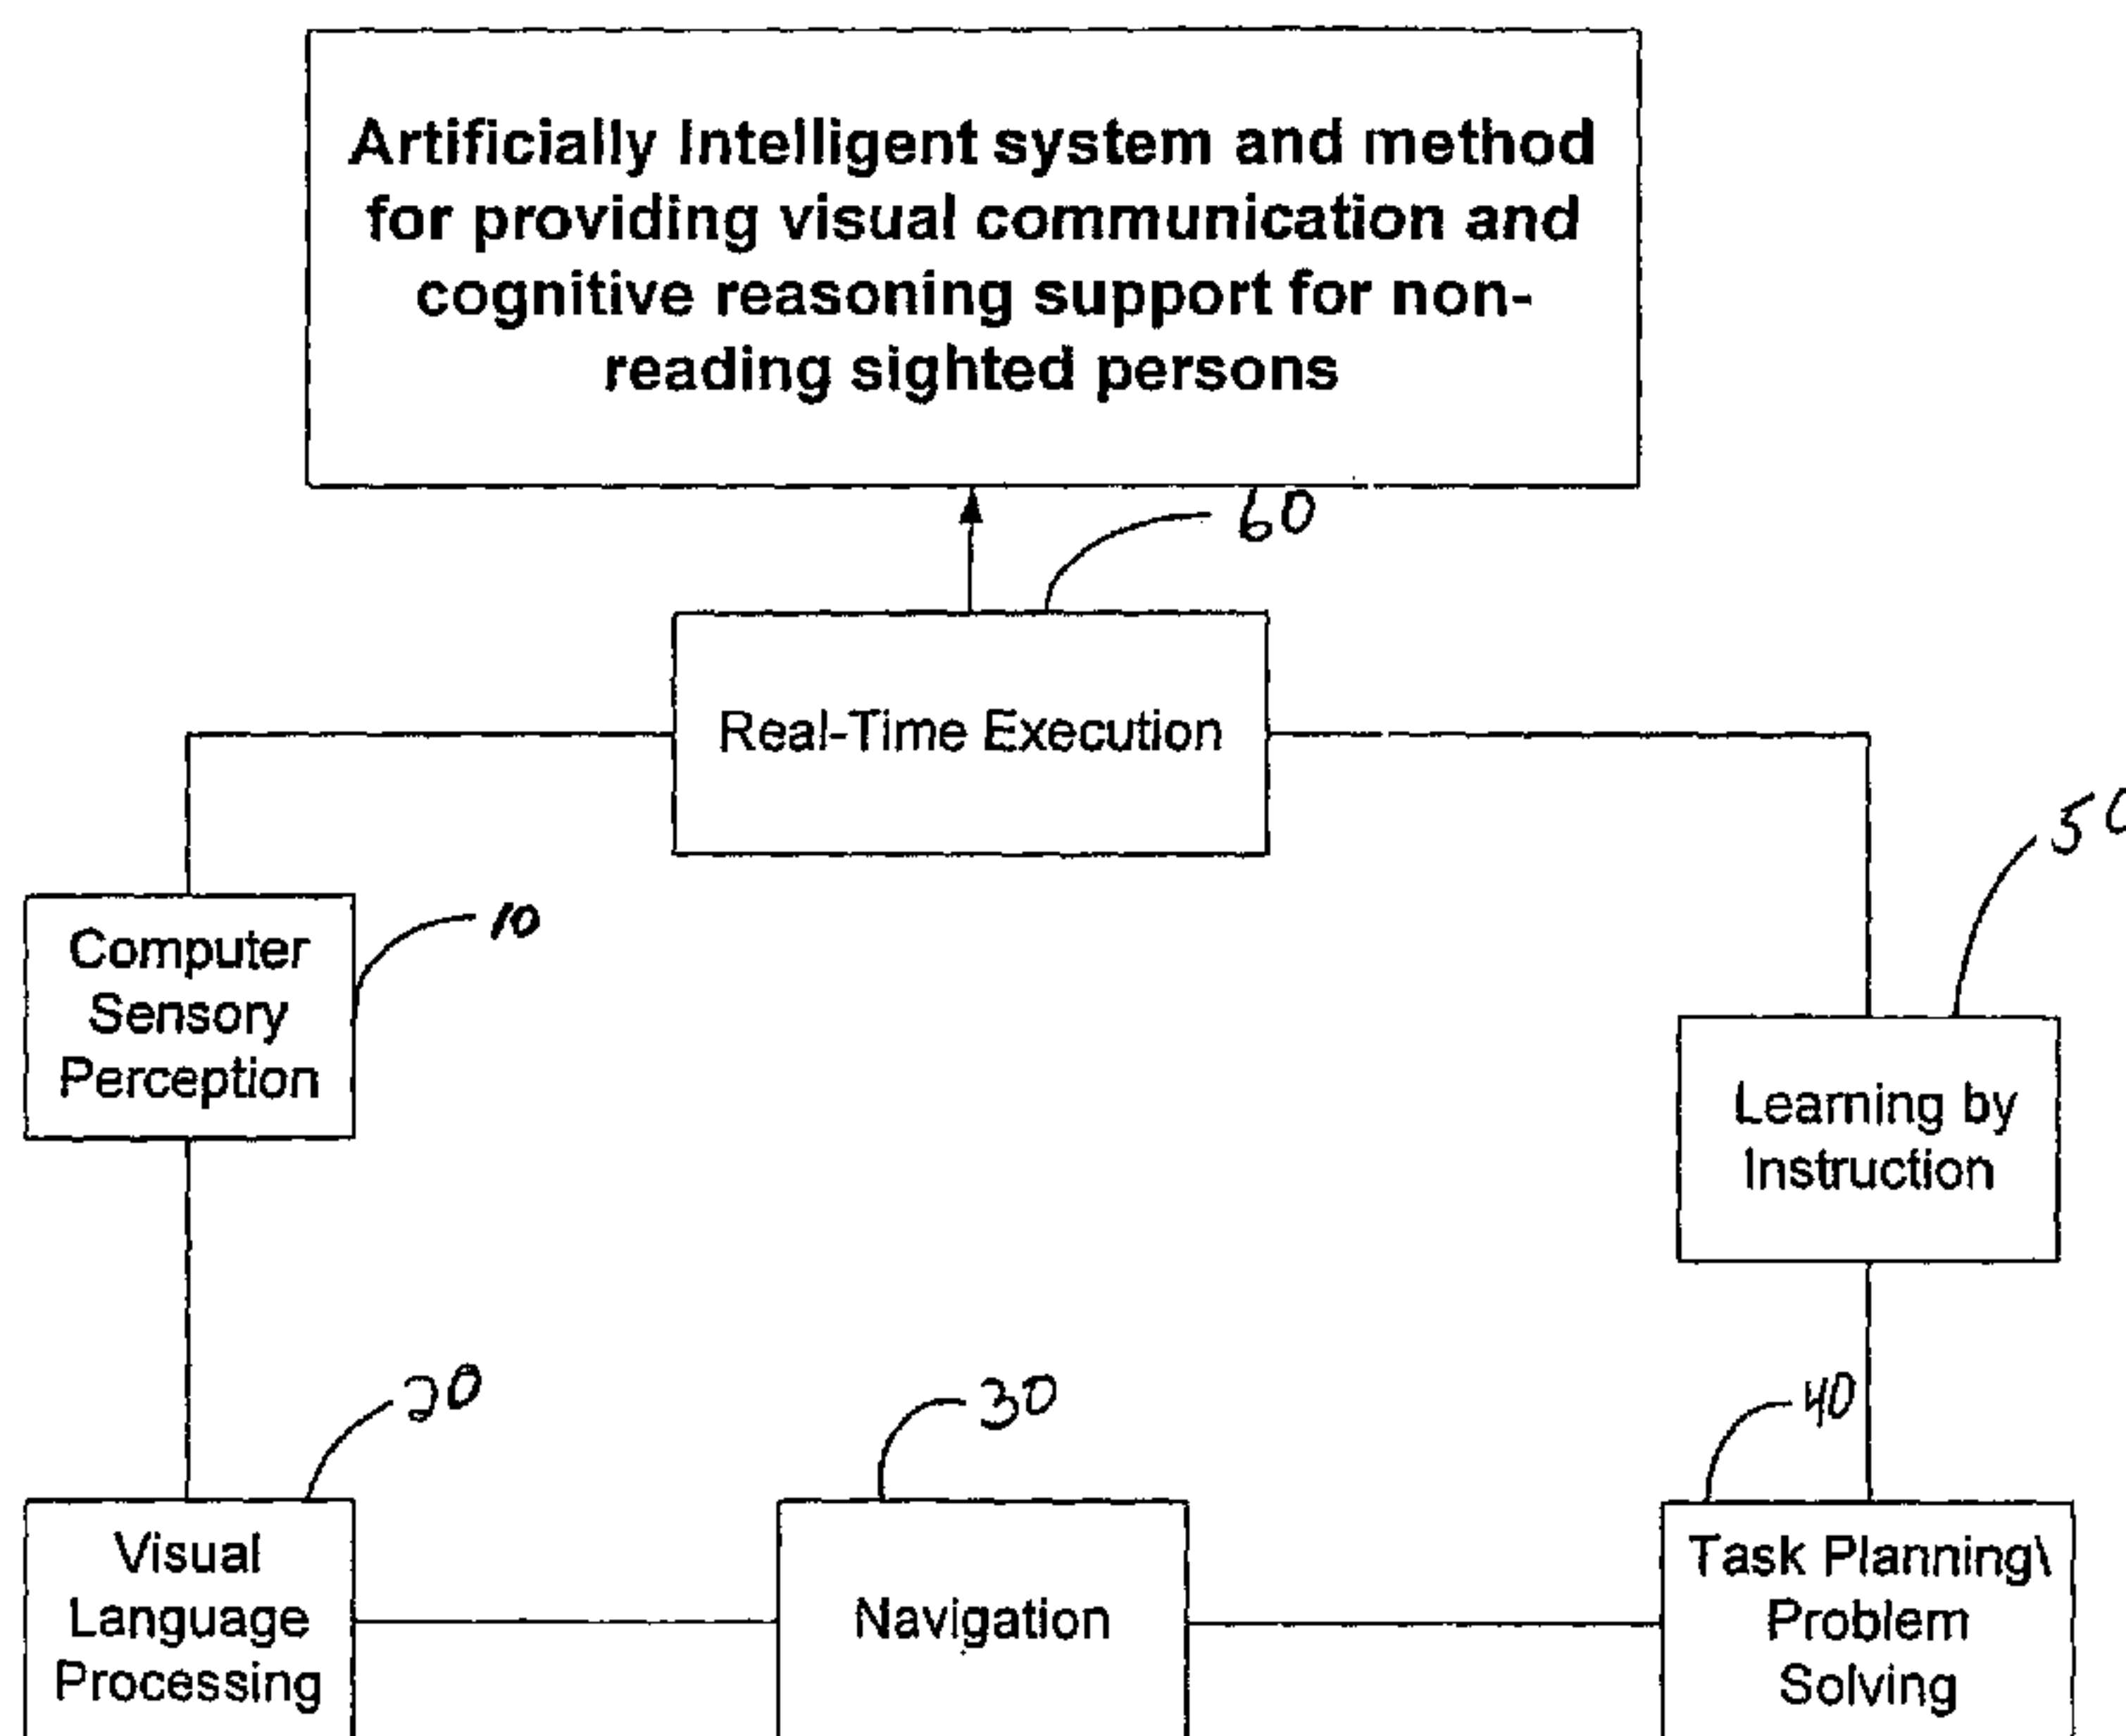 Artificially Intelligent system and method
for providing visual communication and
cognitive reasoning support for non-
reading sighted persons
60
Real-Time Execution
50
Computer
Sensory
Perception
10
Learning by
Instruction
20
30
40
Visual
Language
Processing
Navigation
Task Planning\
Problem
Solving